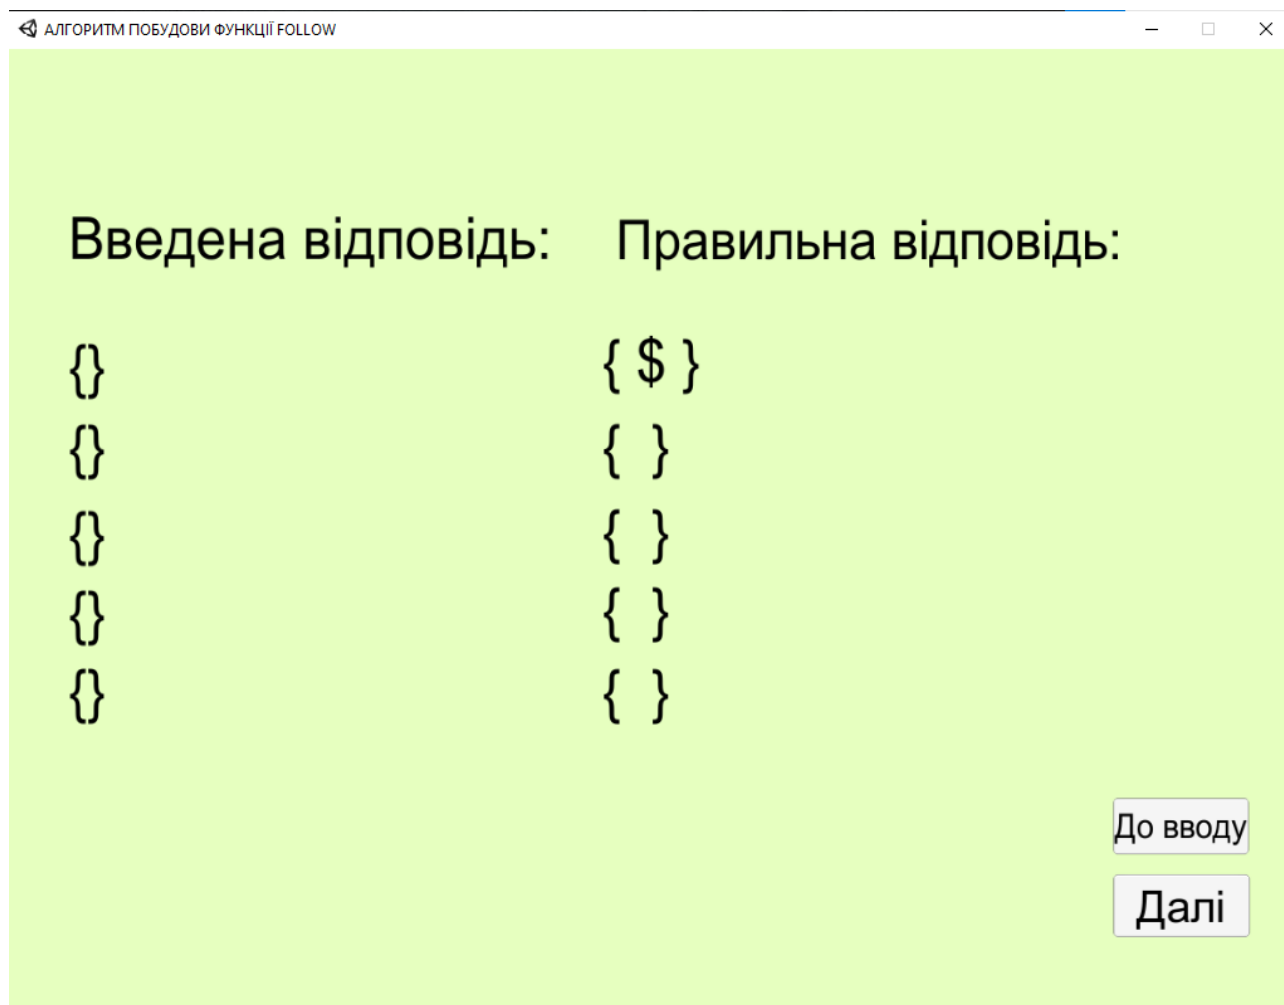 АЛГОРИТМ ПОБУДОВИ ФУНКЦІЇ FOLLOW
Введена відповідь: Правильна відповідь:
{} { $ }
{} { }
{} { }
{} { }
{} { }
До вводу
Далі